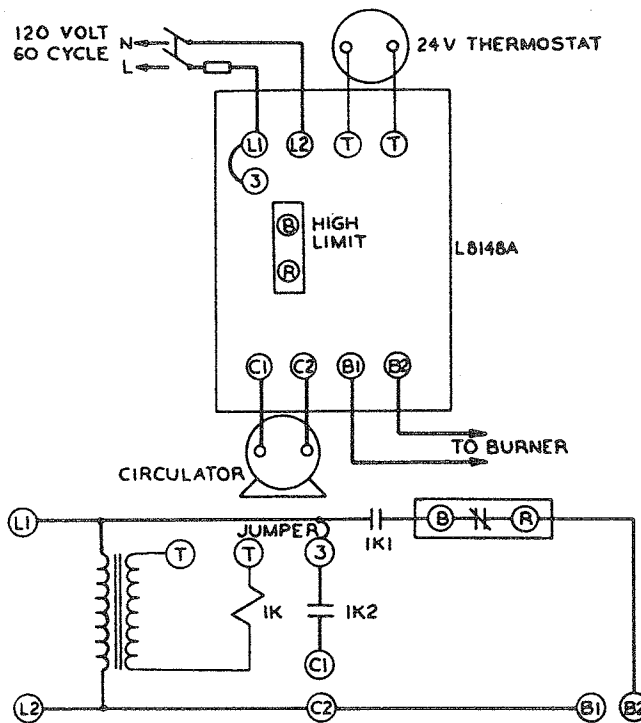 120 VOLT
60 CYCLE
N
L
24V THERMOSTAT
L1 L2 T T
3
B
HIGH
LIMIT
R
L8148A
C1 C2 B1 B2
TO BURNER
CIRCULATOR
L1
JUMPER
1K1
B R
T T 3
1K
1K2
C1
L2 C2 B1 B2